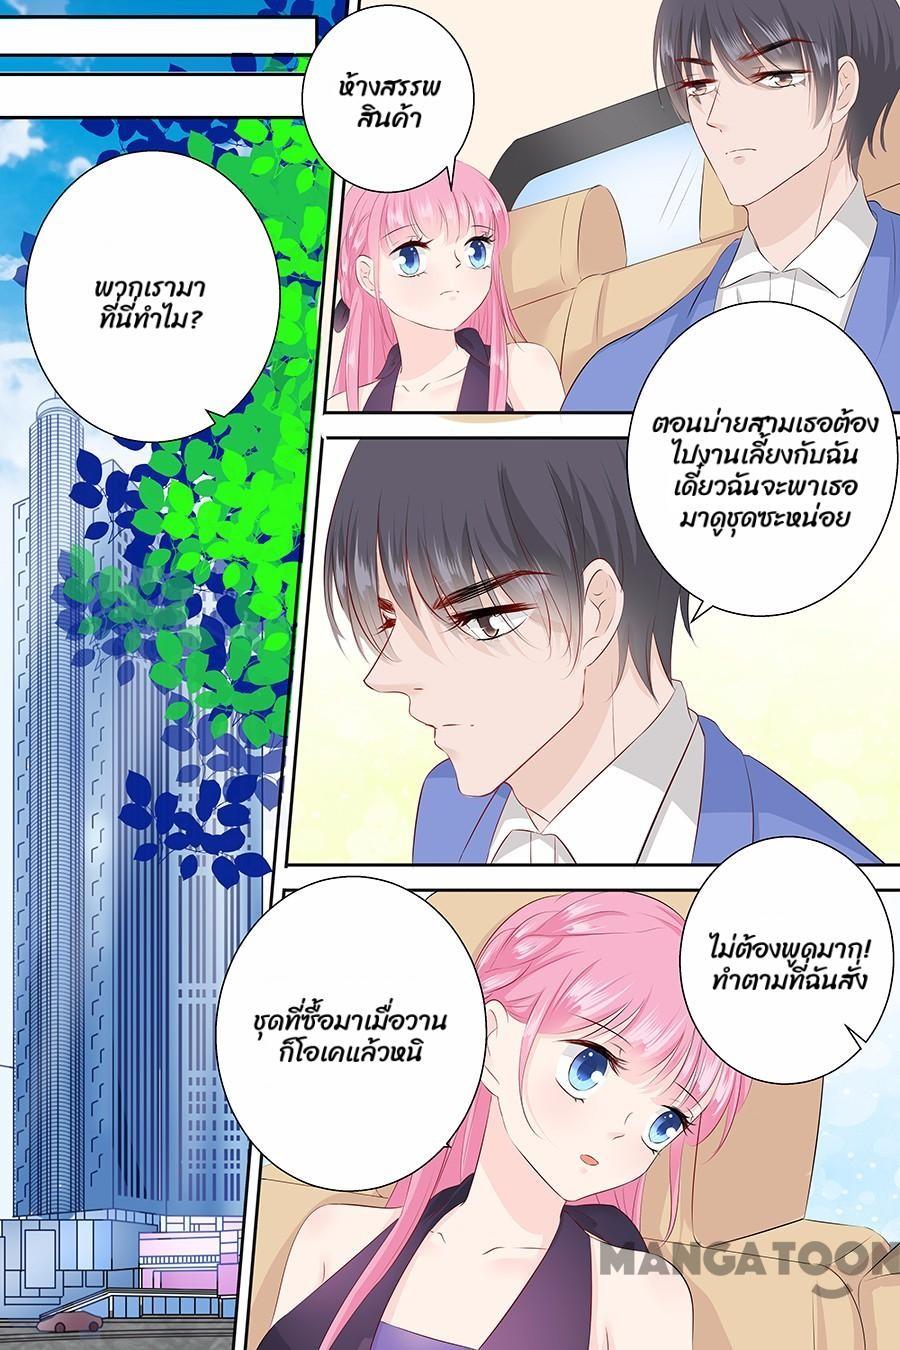 ห้างสรรพ
สินค้า
พวกเรามา
ที่นี่ทำไม?
ตอนบ่ายสามเธอต้อง
ไปงานเลี้ยงกับฉัน
เดี๋ยวฉันจะพาเธอ
มาดูชุดซะหน่อย
ชุดที่ซื้อมาเมื่อวาน
ก็โอเคแล้วหนิ
ไม่ต้องพูดมาก!
ทำตามที่ฉันสั่ง
MANGATOON